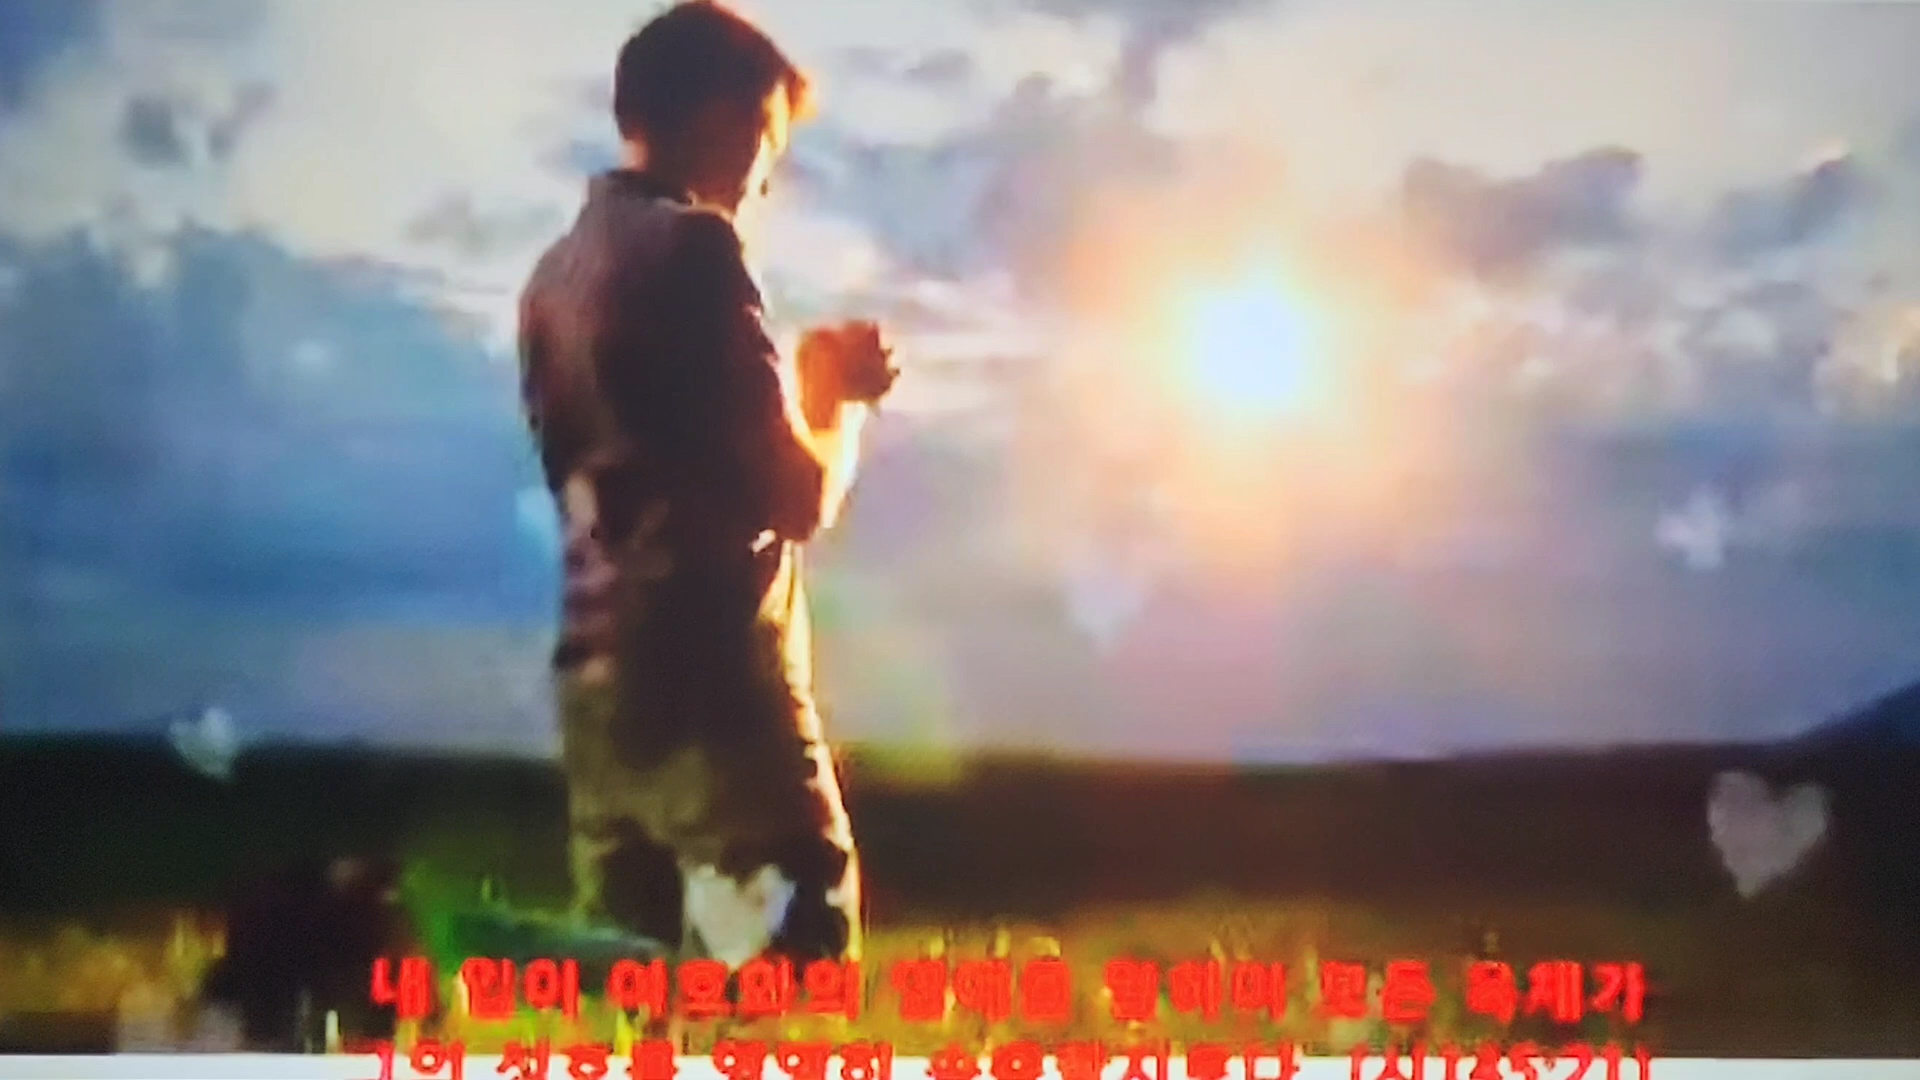 내 입이 여호와의 영예를 말하며 모든 육체가
그의 성호를 영영히 송축할지로다 (시145:21)